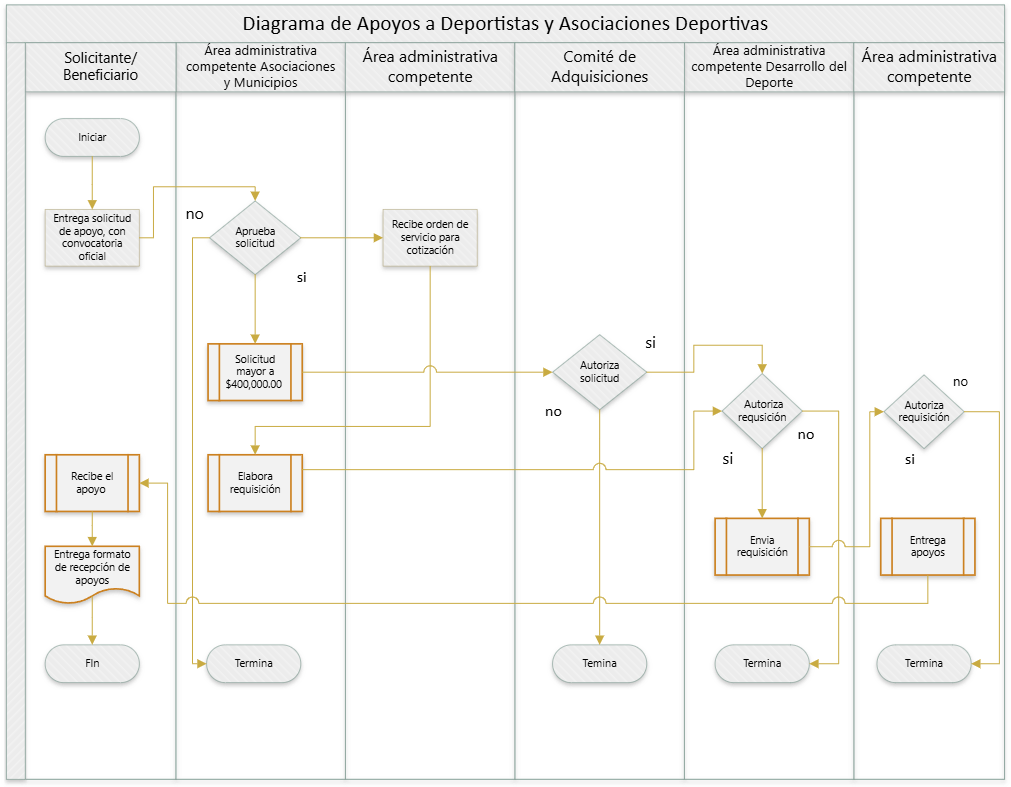 Diagrama de Apoyos a Deportistas y Asociaciones Deportivas
Solicitante/
Beneficiario
Área administrativa
competente Asociaciones
y Municipios
Área administrativa
competente
Comité de
Adquisiciones
Área administrativa
competente Desarrollo del
Deporte
Área administrativa
competente
Iniciar
Entrega solicitud
de apoyo, con
convocatoria
oficial
no
Aprueba
solicitud
si
Recibe orden de
servicio para
cotización
Solicitud
mayor a
$400,000.00
Autoriza
solicitud
si
no
Autoriza
requsición
no
si
Autoriza
requisición
no
si
Recibe el
apoyo
Elabora
requisición
Envia
requisición
Entrega
apoyos
Entrega formato
de recepción de
apoyos
FIn
Termina
Temina
Termina
Termina